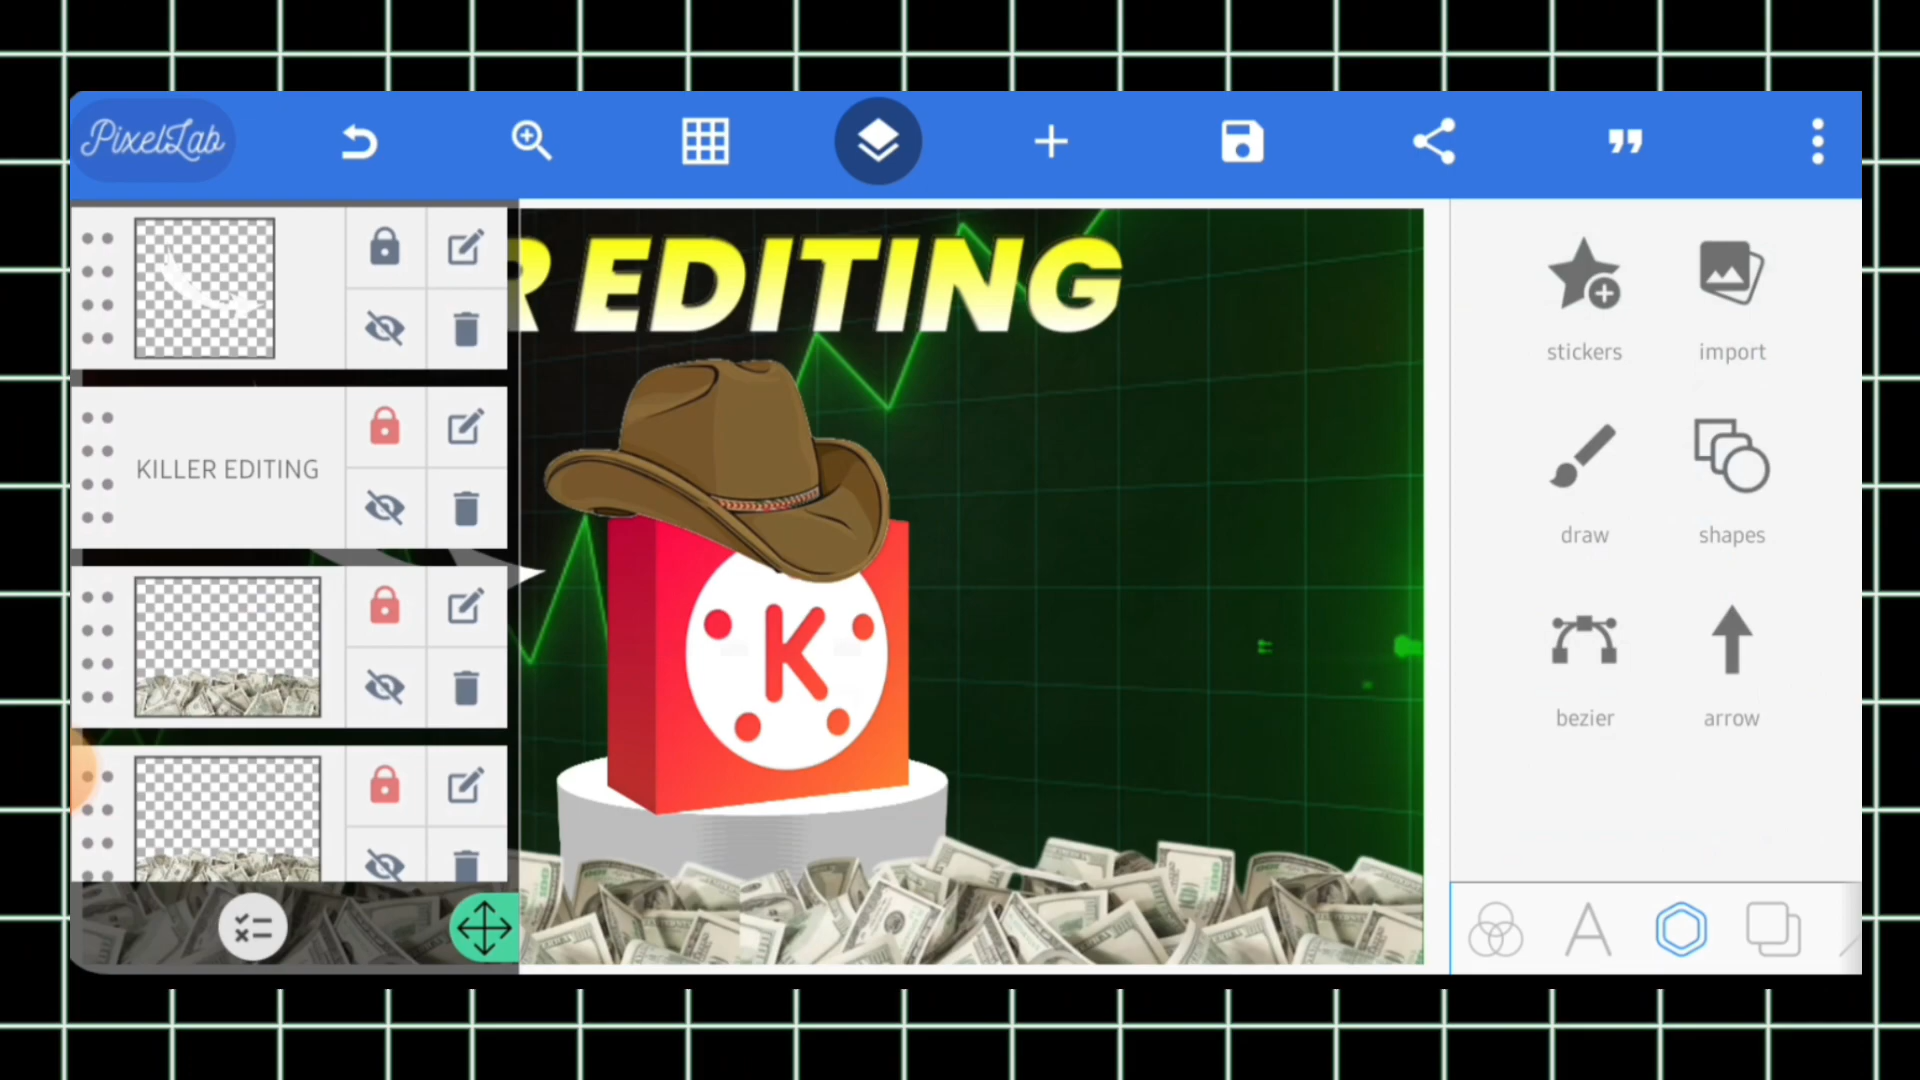 PixelLab
R EDITING
KILLER EDITING
K
stickers
import
draw
shapes
bezier
arrow